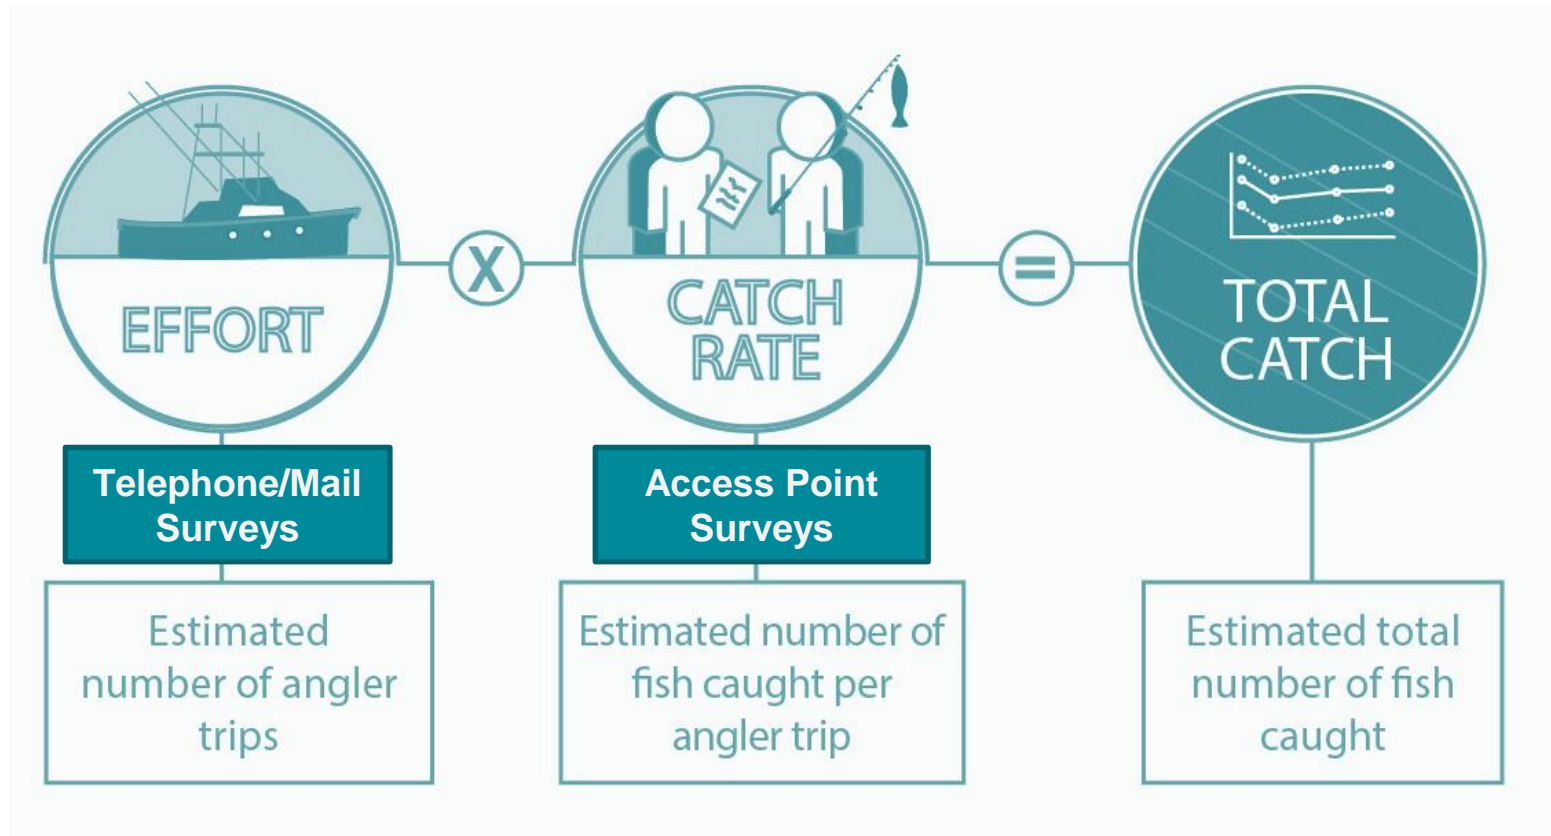 EFFORT
X
CATCH
RATE
=
TOTAL
CATCH
Telephone/Mail
Surveys
Access Point
Surveys
Estimated
number of angler
trips
Estimated number of
fish caught per
angler trip
Estimated total
number of fish
caught